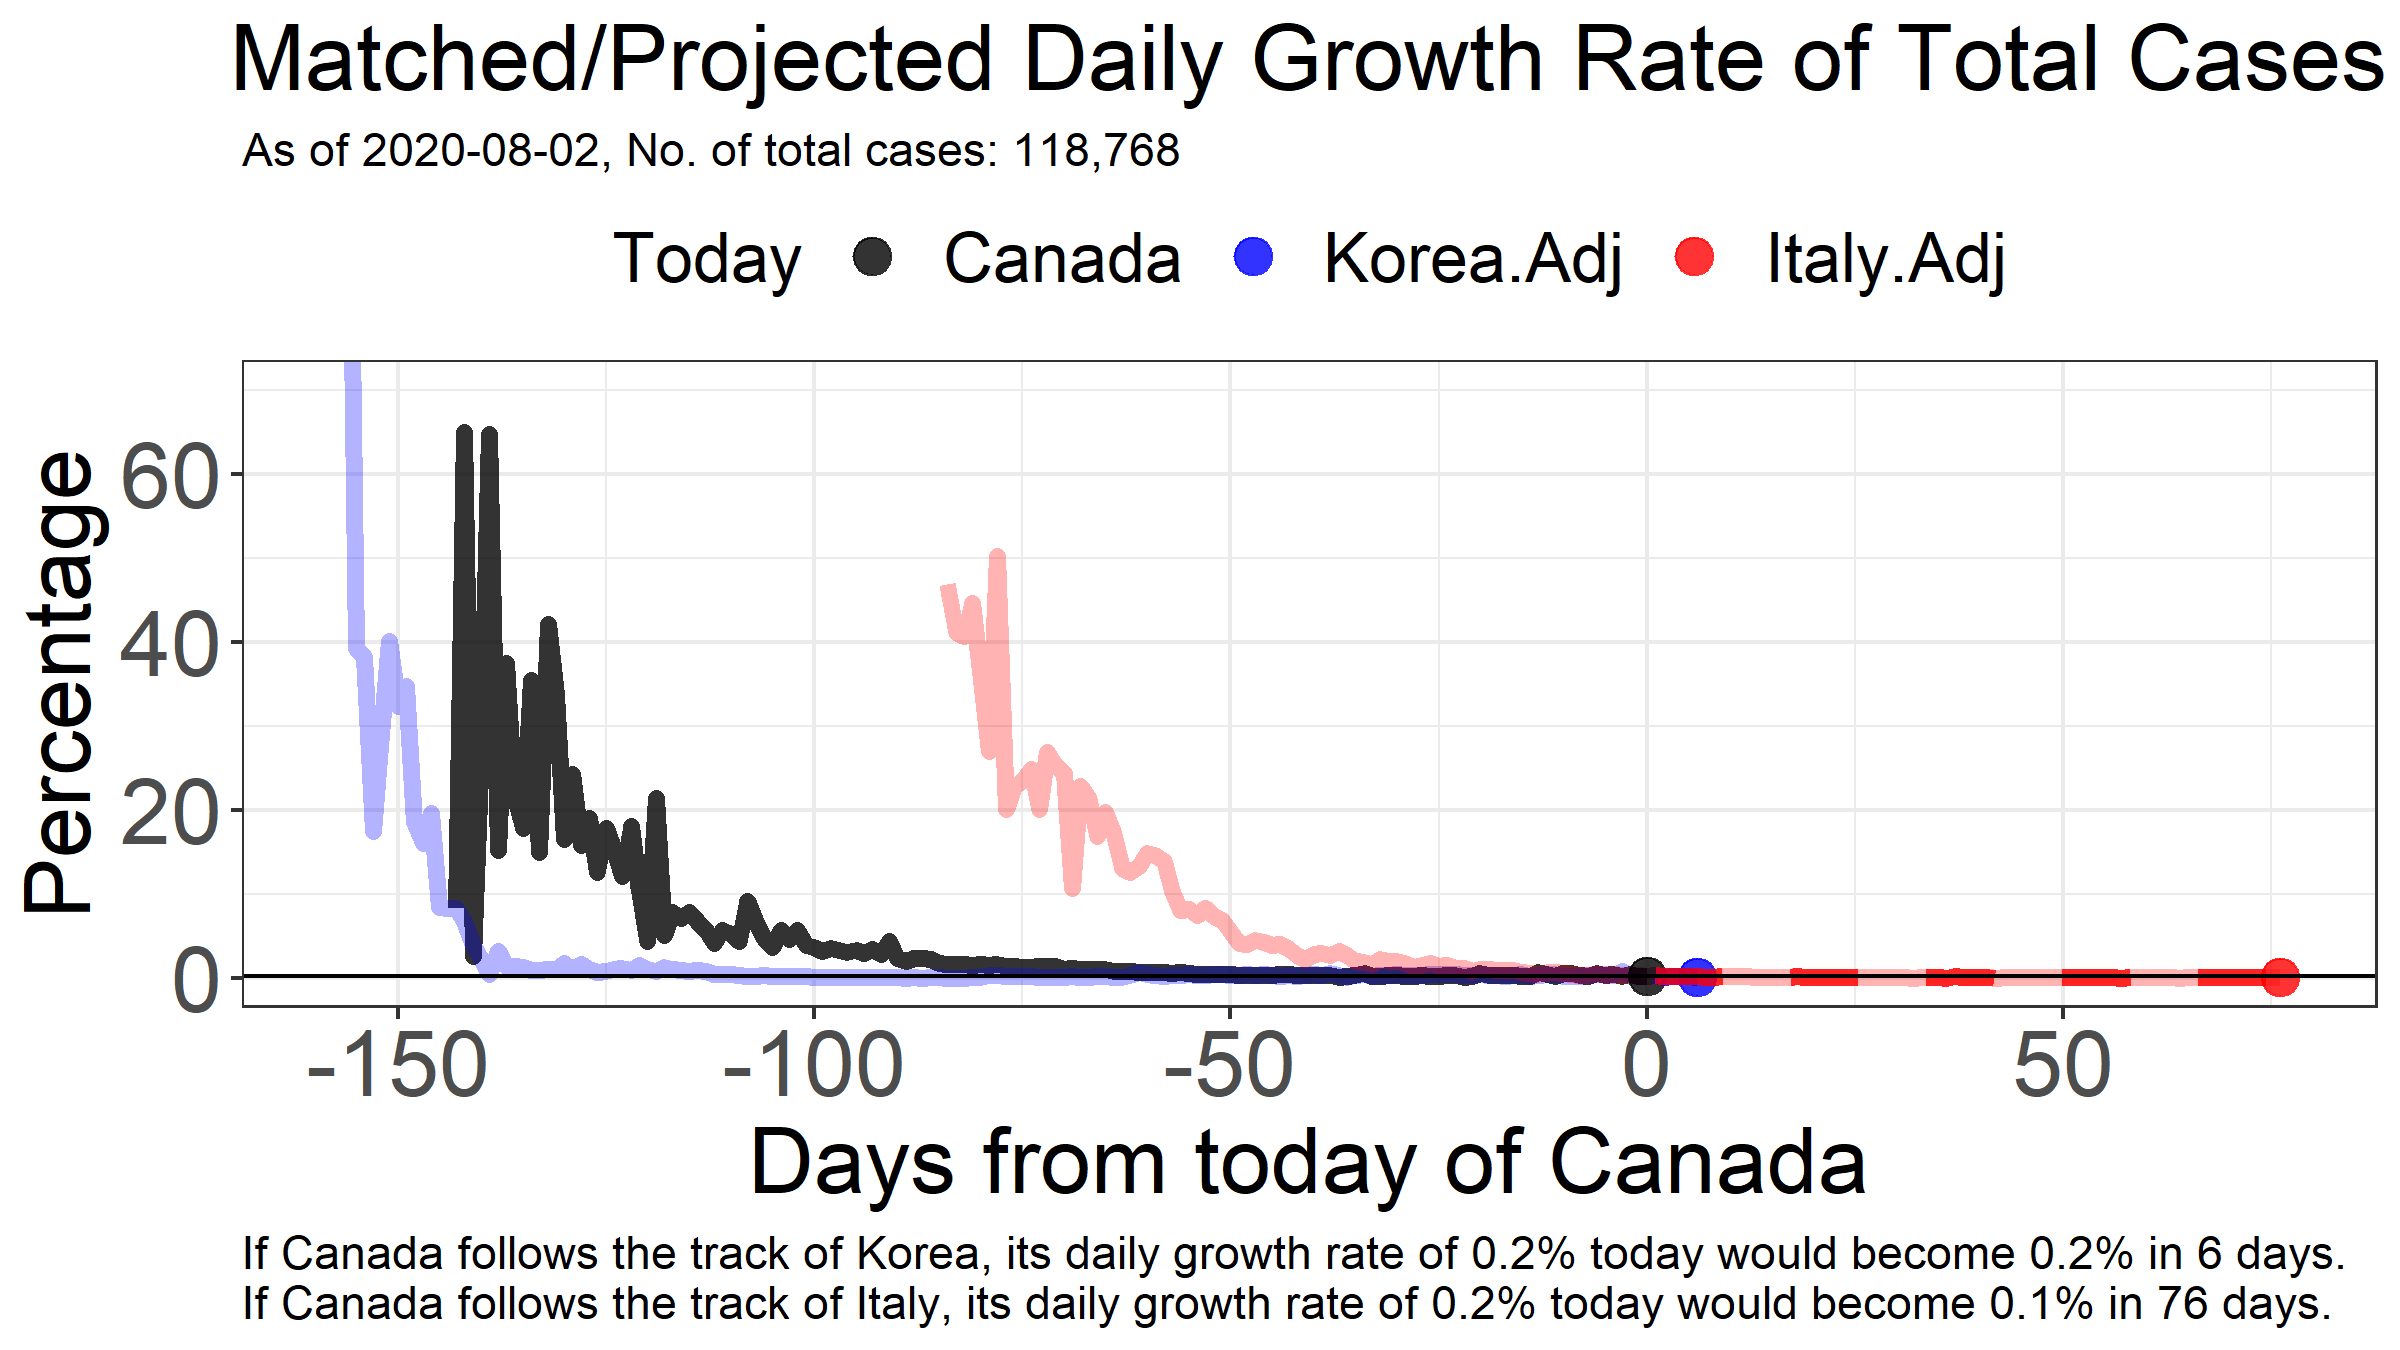 Matched/Projected Daily Growth Rate of Total Cases
As of 2020-08-02, No. of total cases: 118,768
Today Canada Korea.Adj Italy.Adj
Percentage
60
40
20
0
-150 -100 -50 0 50
Days from today of Canada
If Canada follows the track of Korea, its daily growth rate of 0.2% today would become 0.2% in 6 days.
If Canada follows the track of Italy, its daily growth rate of 0.2% today would become 0.1% in 76 days.